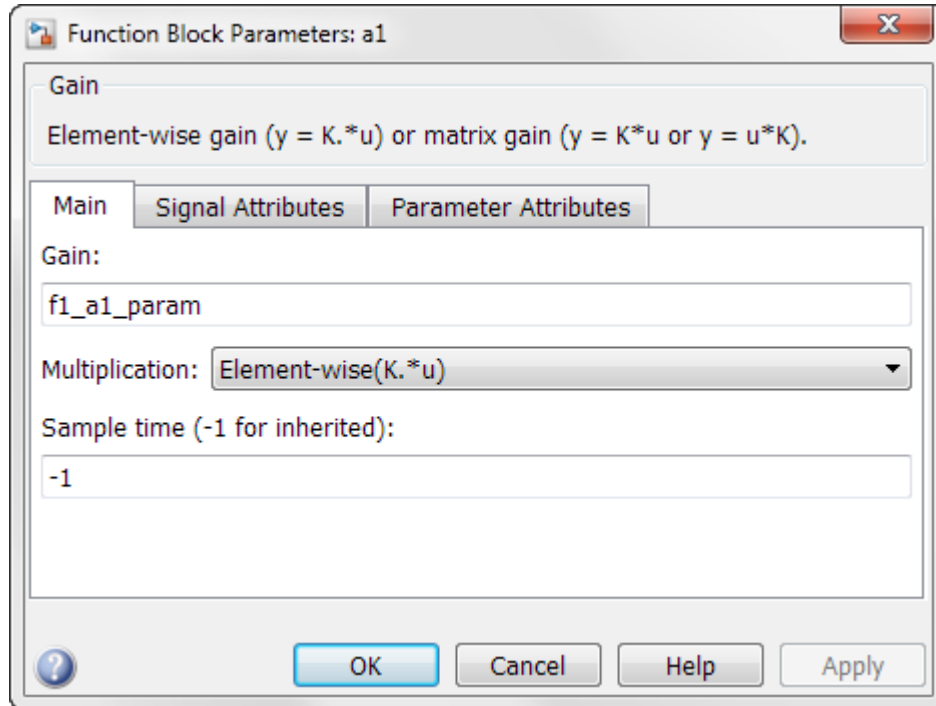 Function Block Parameters: a1
Gain
Element-wise gain (y = K.*u) or matrix gain (y = K*u or y = u*K).
Main Signal Attributes Parameter Attributes
Gain:
f1_a1_param
Multiplication: Element-wise(K.*u)
Sample time (-1 for inherited):
-1
? OK Cancel Help Apply